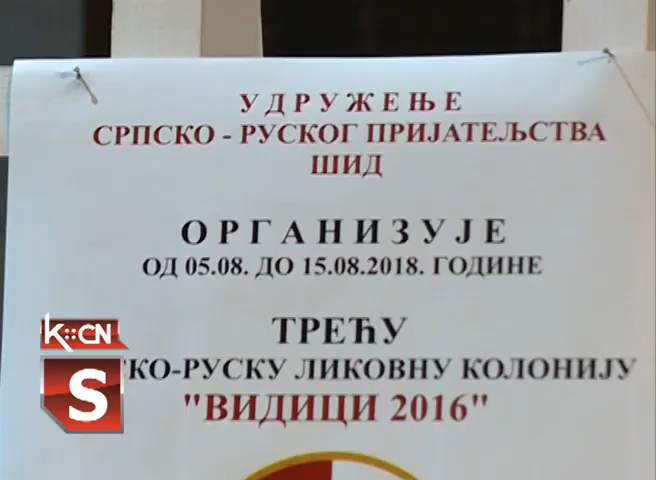 УДРУЖЕЊЕ
СРПСКО - РУСКОГ ПРИЈАТЕЉСТВА
ШИД
ОРГАНИЗУЈЕ
ОД 05.08. ДО 15.08.2018. ГОДИНЕ
ТРЕЋУ
КО-РУСКУ ЛИКОВНУ КОЛОНИЈУ
"ВИДИЦИ 2016"
K::CN
S